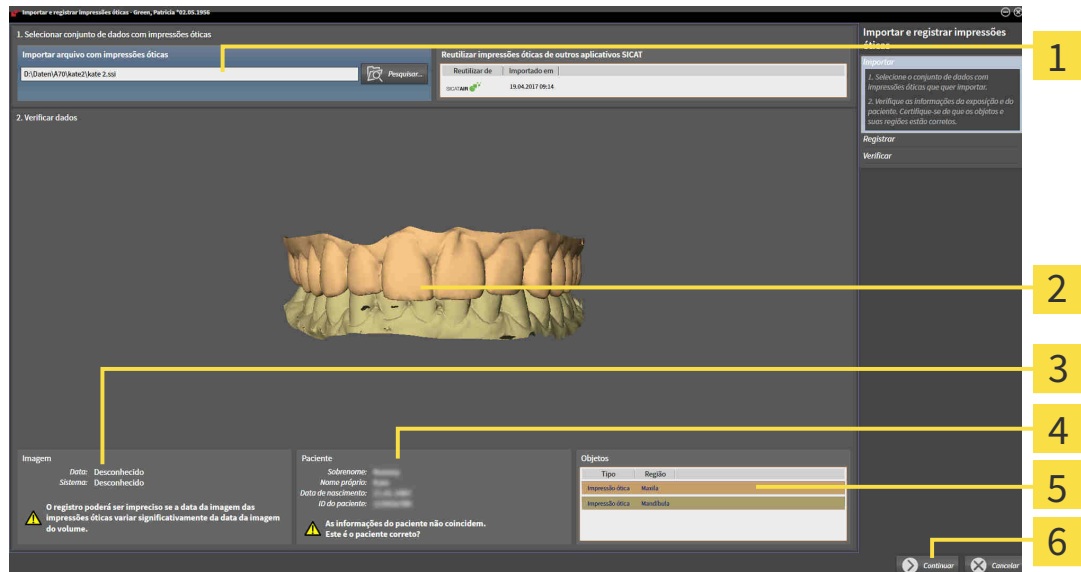 Importar e registrar impressões óticas - Green, Patricia *02.05.1956
1. Selecionar conjunto de dados com impressões óticas
Importar arquivo com impressões óticas
D:\Daten\A70\kate2\kate 2.ssi
Pesquisar...
Reutilizar impressões óticas de outros aplicativos SICAT
Reutilizar de Importado em
SICAT AIR 19.04.2017 09:14
2. Verificar dados
Imagem
Data: Desconhecido
Sistema: Desconhecido
O registro poderá ser impreciso se a data da imagem das
impressões óticas variar significativamente da data da imagem
do volume.
Paciente
Sobrenome:
Nome próprio:
Data de nascimento:
ID do paciente:
As informações do paciente não coincidem.
Este é o paciente correto?
Objetos
Tipo Região
Impressão ótica Maxila
Impressão ótica Mandíbula
Importar e registrar impressões
óticas
Importar
1. Selecione o conjunto de dados com
impressões óticas que quer importar.
2. Verifique as informações da exposição e do
paciente. Certifique-se de que os objetos e
suas regiões estão corretos.
Registrar
Verificar
Continuar
Cancelar
1
2
3
4
5
6